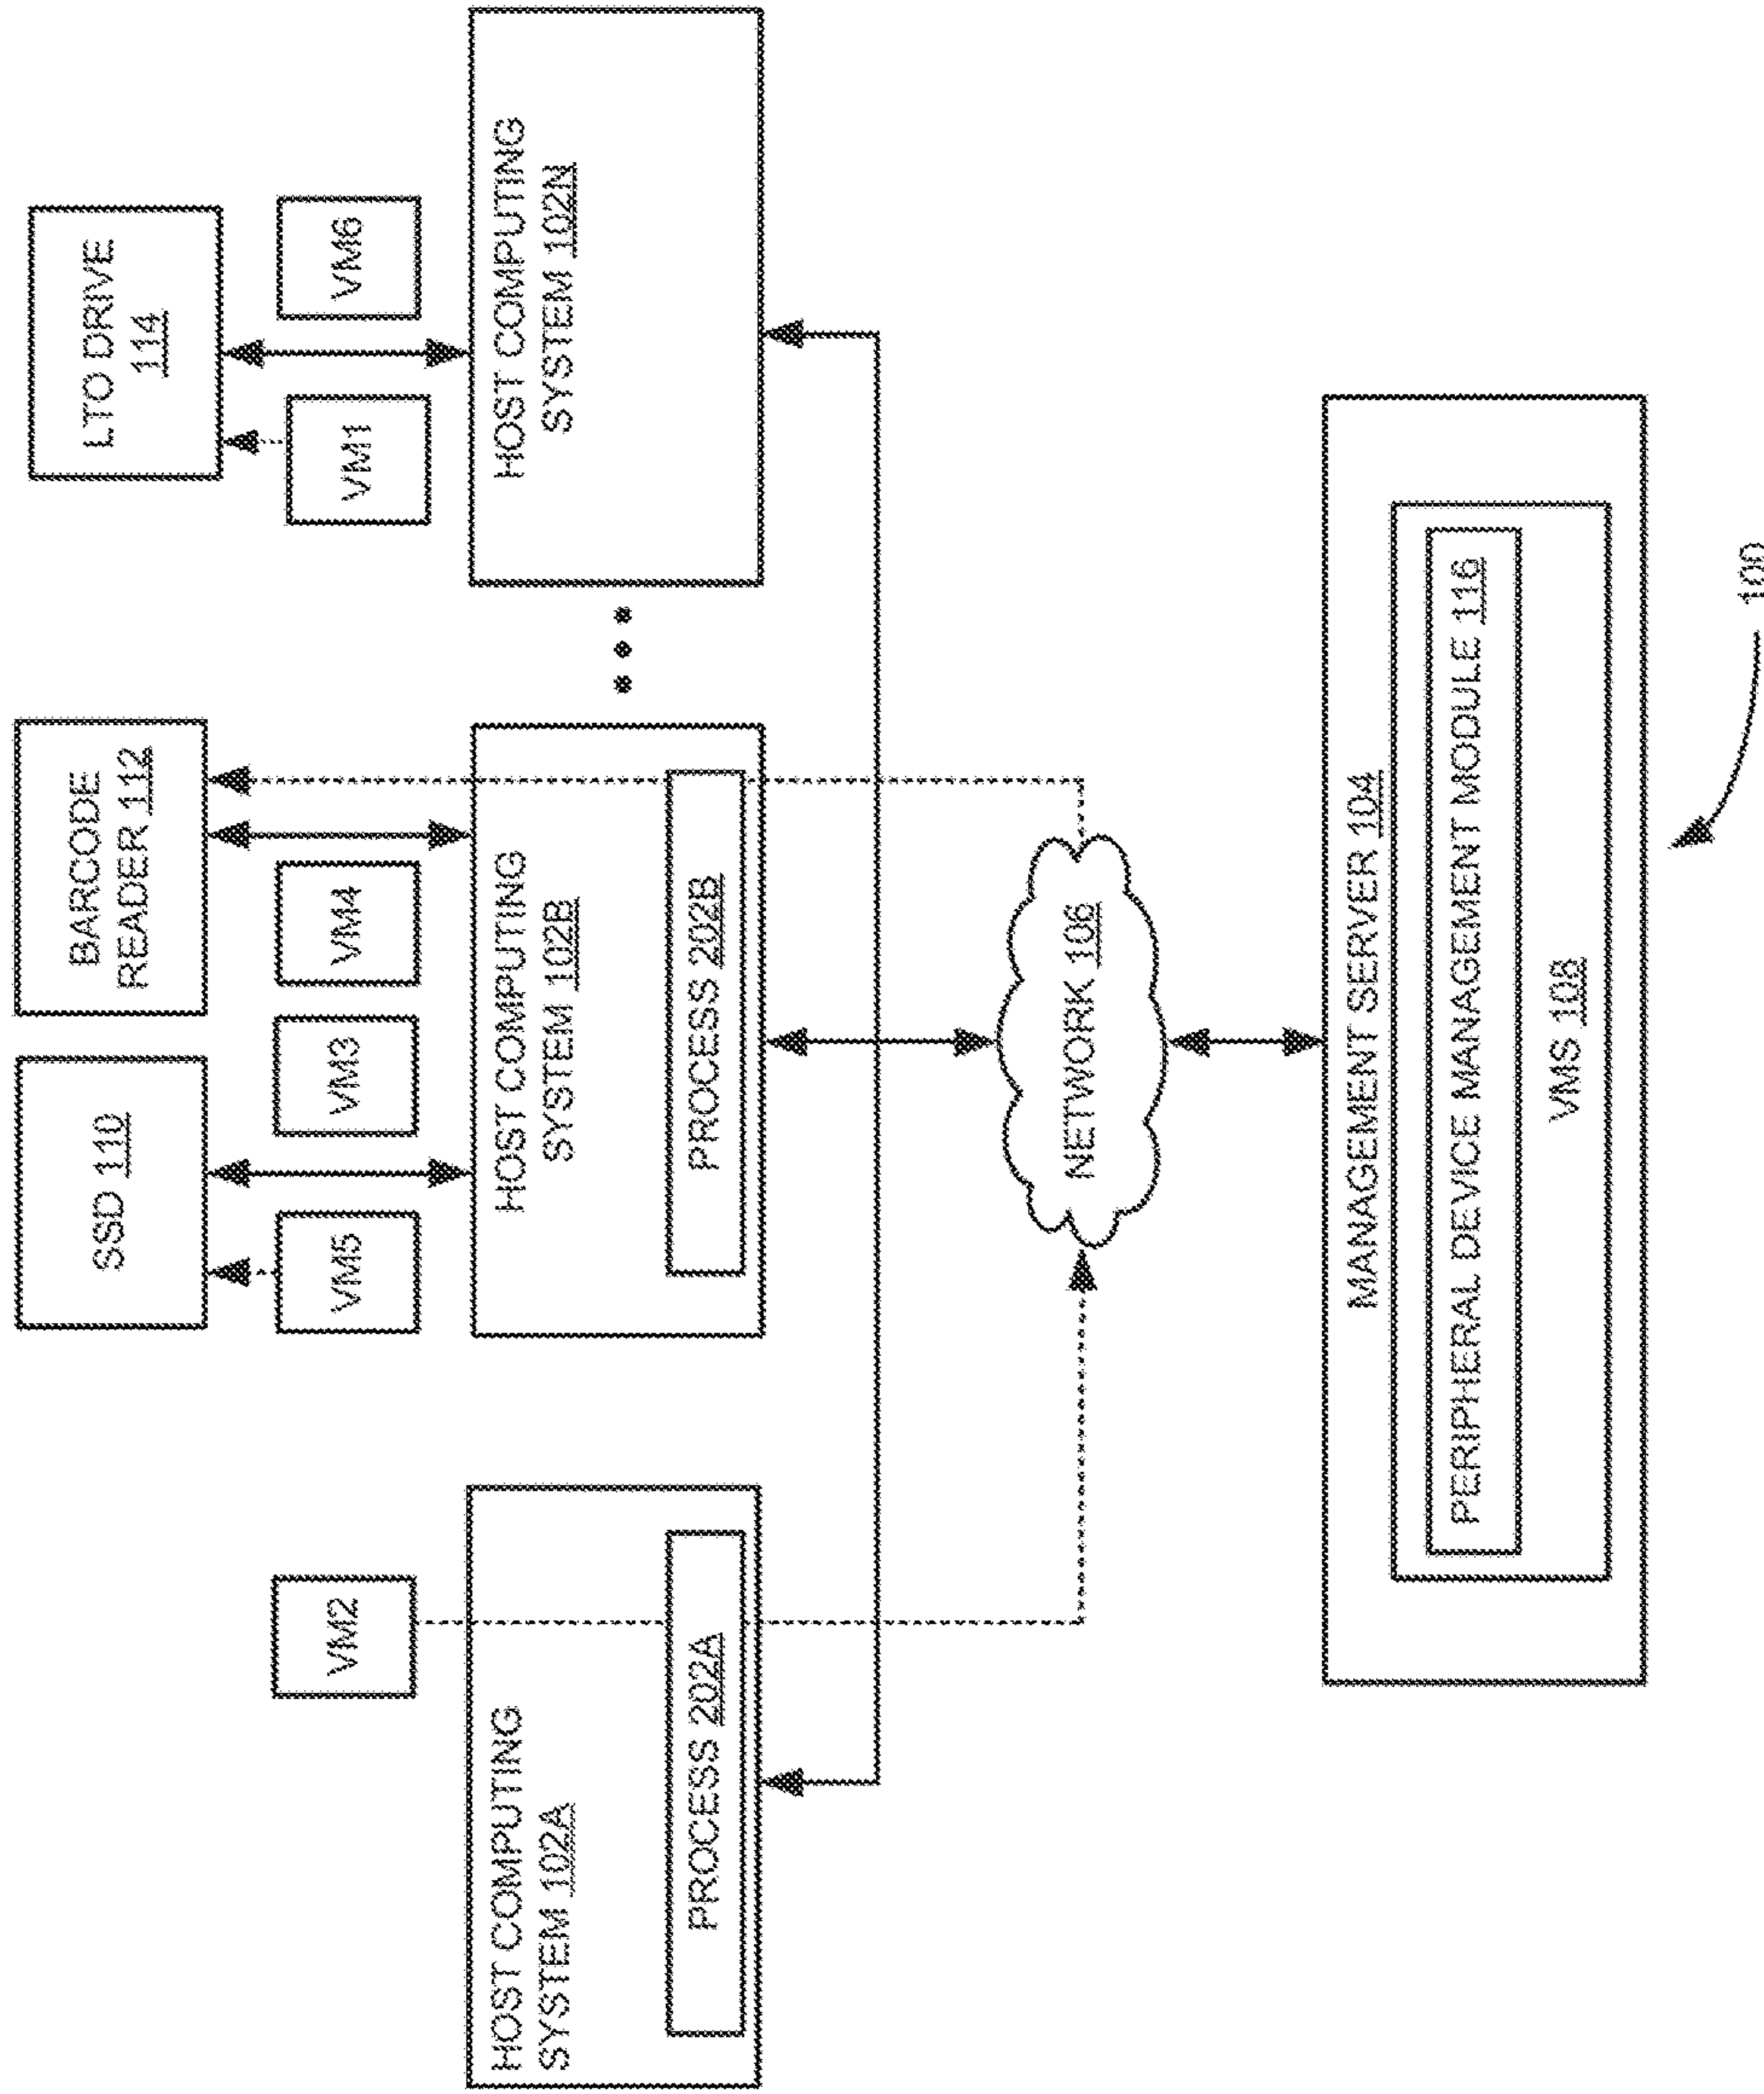 SSD 110
BARCODE
READER 112
LTO DRIVE
114
VM2
VM5
VM3
VM4
VM1
VM6
HOST COMPUTING
SYSTEM 102A
PROCESS 202A
HOST COMPUTING
SYSTEM 102B
PROCESS 202B
HOST COMPUTING
SYSTEM 102N
NETWORK 106
MANAGEMENT SERVER 104
PERIPHERAL DEVICE MANAGEMENT MODULE 116
VMS 108
100